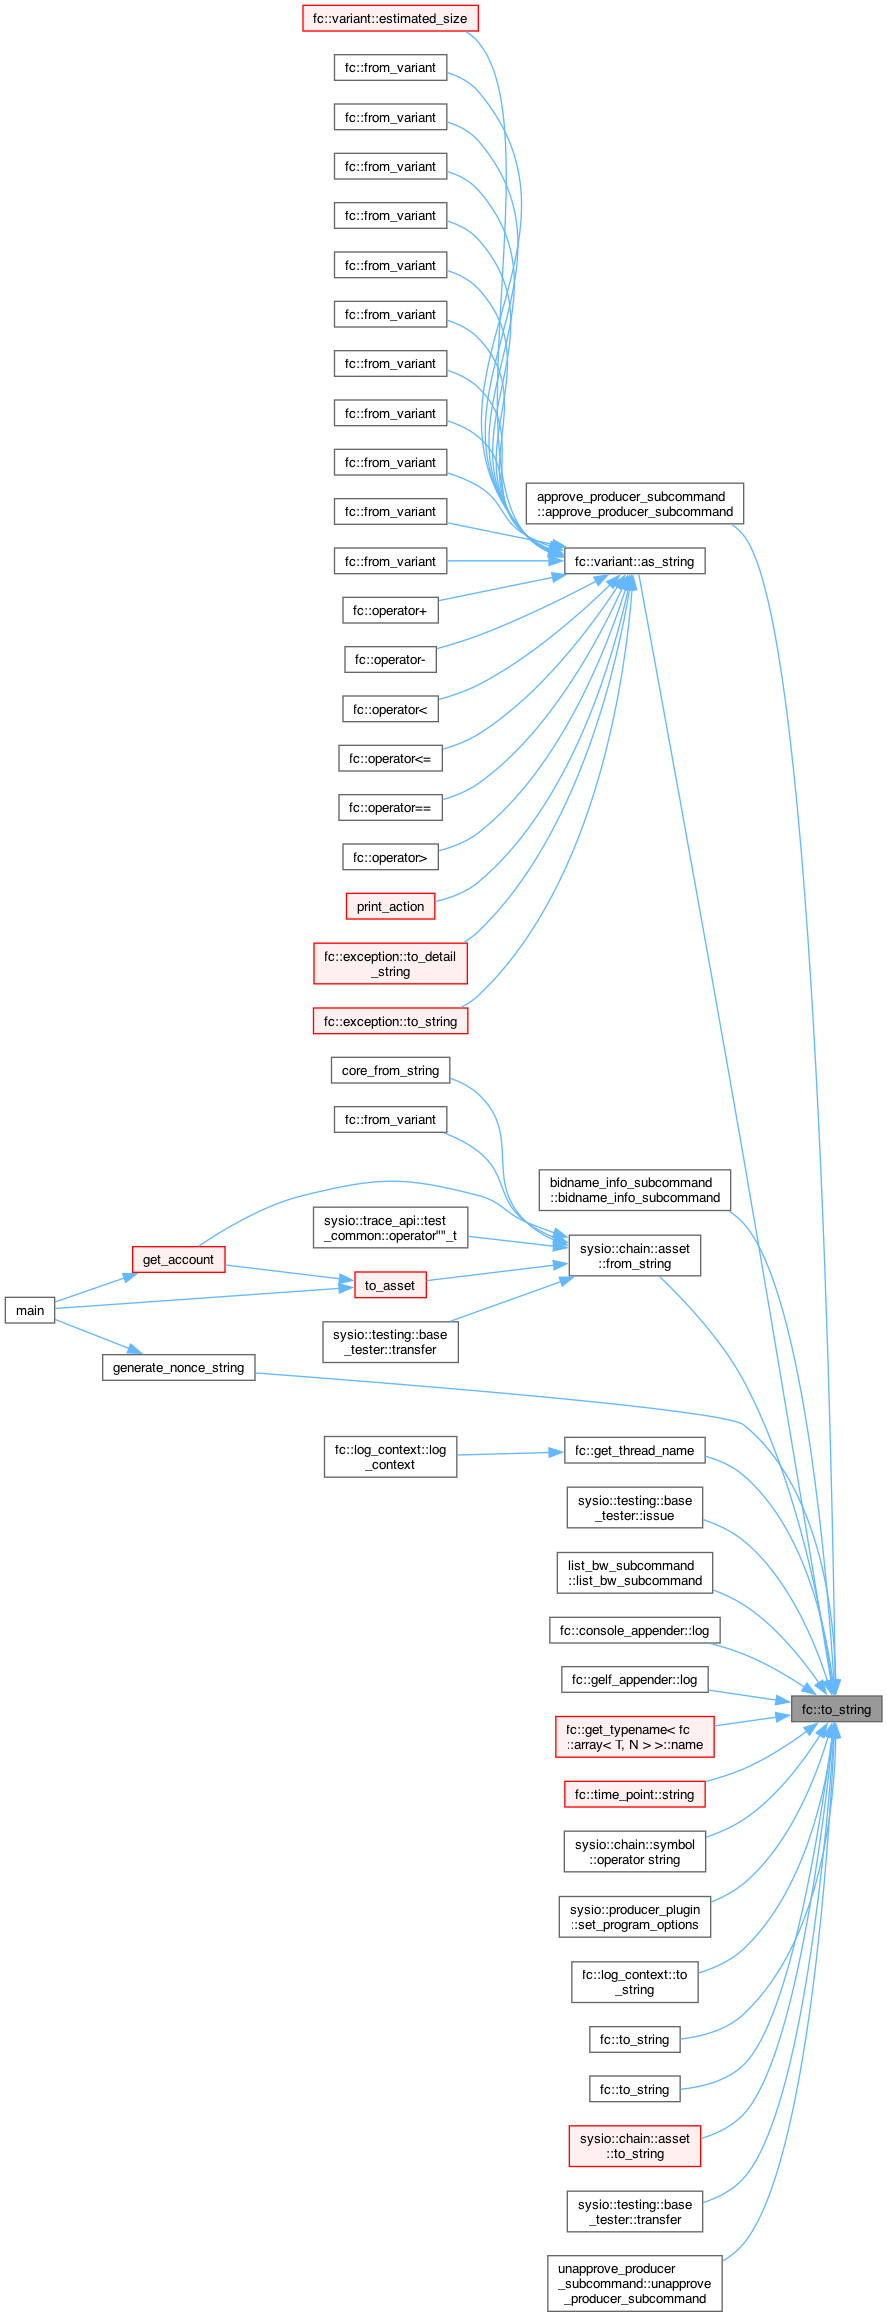 fc::variant::estimated_size
fc::from_variant
fc::from_variant
fc::from_variant
fc::from_variant
fc::from_variant
fc::from_variant
fc::from_variant
fc::from_variant
fc::from_variant
approve_producer_subcommand
::approve_producer_subcommand
fc::from_variant
fc::from_variant
fc::variant::as_string
fc::operator+
fc::operator-
fc::operator<
fc::operator<=
fc::operator==
fc::operator>
print_action
fc::exception::to_detail
_string
fc::exception::to_string
core_from_string
fc::from_variant
bidname_info_subcommand
::bidname_info_subcommand
sysio::trace_api::test
_common::operator""_t
sysio::chain::asset
::from_string
get_account
to_asset
main
sysio::testing::base
_tester::transfer
generate_nonce_string
fc::log_context::log
_context
fc::get_thread_name
sysio::testing::base
_tester::issue
list_bw_subcommand
::list_bw_subcommand
fc::console_appender::log
fc::gelf_appender::log
fc::to_string
fc::get_typename< fc
::array< T, N > >::name
fc::time_point::string
sysio::chain::symbol
::operator string
sysio::producer_plugin
::set_program_options
fc::log_context::to
_string
fc::to_string
fc::to_string
sysio::chain::asset
::to_string
sysio::testing::base
_tester::transfer
unapprove_producer
_subcommand::unapprove
_producer_subcommand